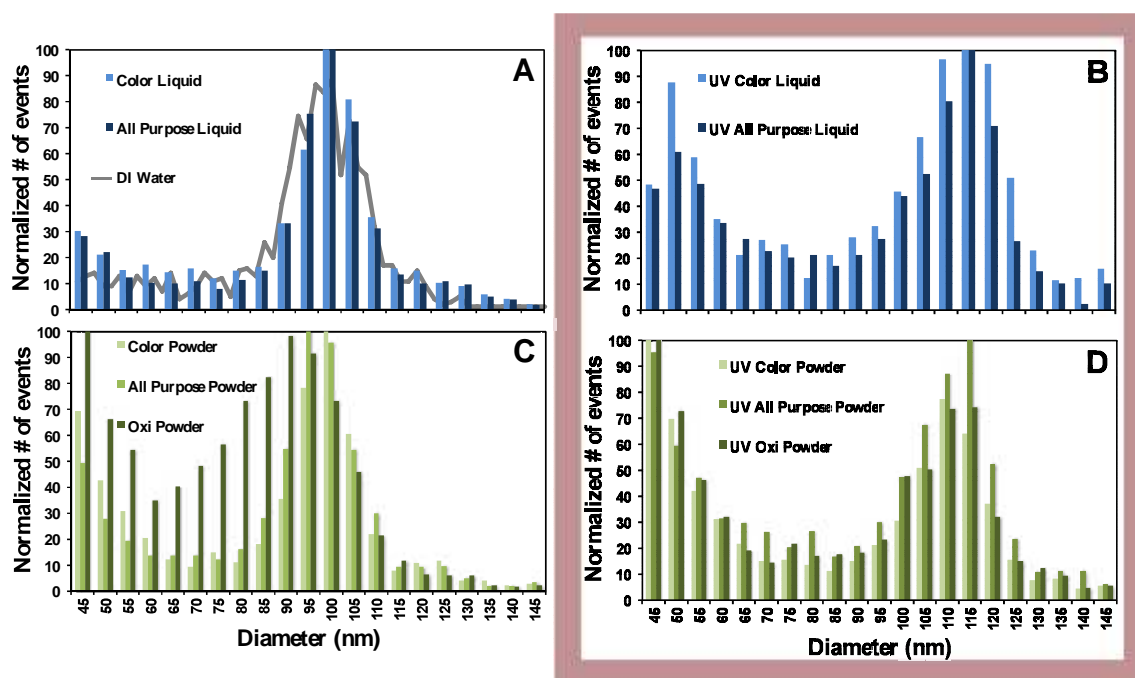 A
Normalized # of events
100
90
80
70
60
50
40
30
20
10
0
Color Liquid
All Purpose Liquid
DI Water
B
Normalized # of events
100
90
80
70
60
50
40
30
20
10
0
UV Color Liquid
UV All Purpose Liquid
C
Normalized # of events
100
90
80
70
60
50
40
30
20
10
0
Color Powder
All Purpose Powder
Oxi Powder
45 50 55 60 65 70 75 80 85 90 95 100 105 110 115 120 125 130 135 140 145
Diameter (nm)
D
Normalized # of events
100
90
80
70
60
50
40
30
20
10
0
UV Color Powder
UV All Purpose Powder
UV Oxi Powder
45 50 55 60 65 70 75 80 85 90 95 100 105 110 115 120 125 130 135 140 145
Diameter (nm)